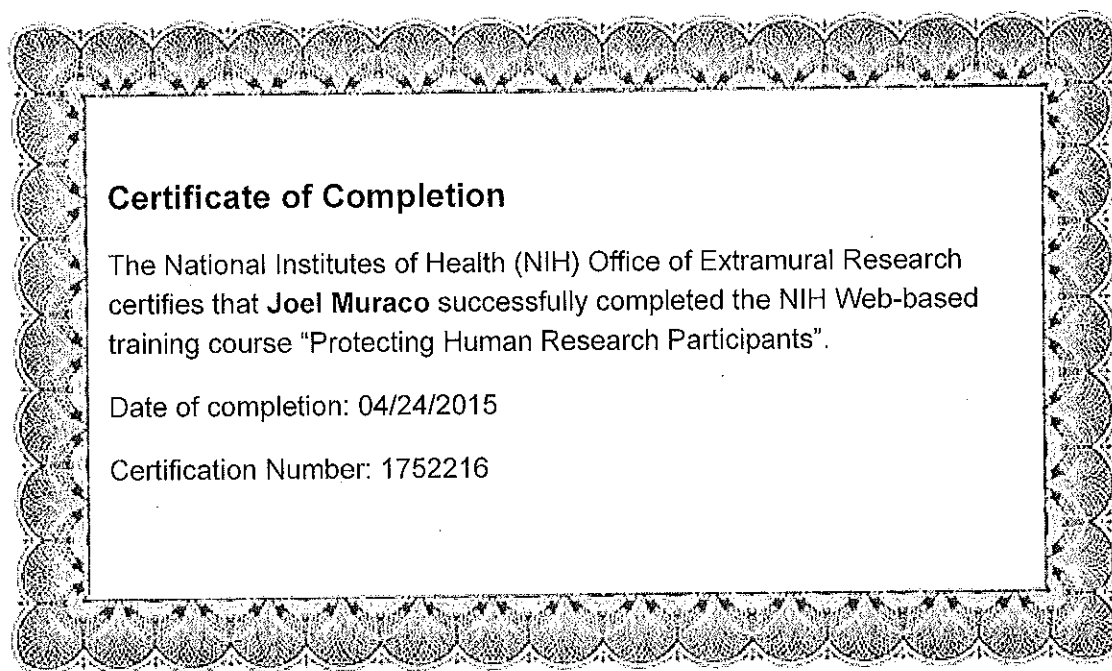 Certificate of Completion
The National Institutes of Health (NIH) Office of Extramural Research
certifies that Joel Muraco successfully completed the NIH Web-based
training course “Protecting Human Research Participants”.
Date of completion: 04/24/2015
Certification Number: 1752216